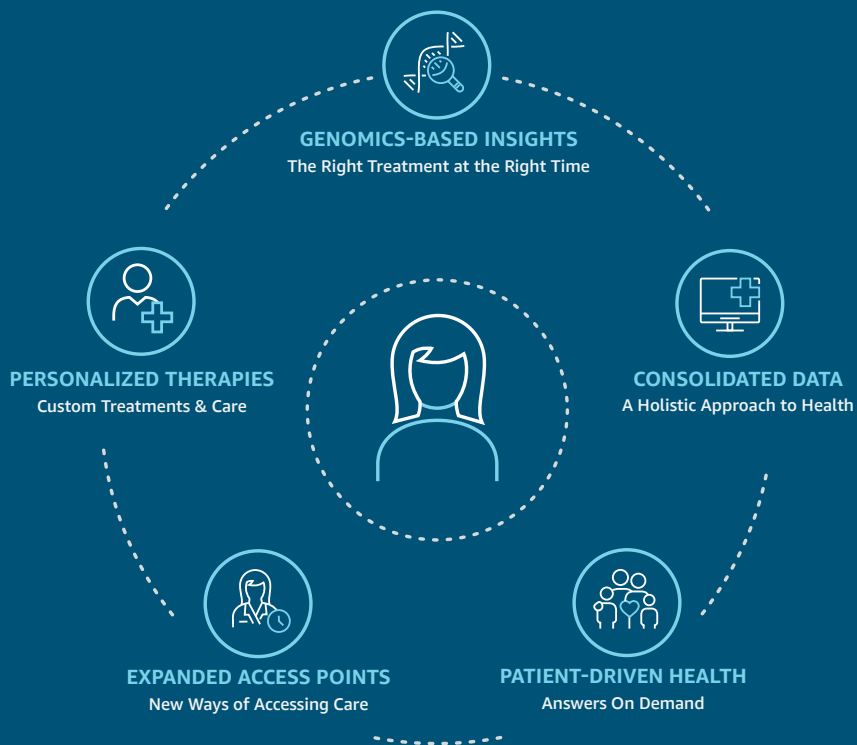 GENOMICS-BASED INSIGHTS
The Right Treatment at the Right Time
PERSONALIZED THERAPIES
Custom Treatments & Care
CONSOLIDATED DATA
A Holistic Approach to Health
EXPANDED ACCESS POINTS
New Ways of Accessing Care
PATIENT-DRIVEN HEALTH
Answers On Demand